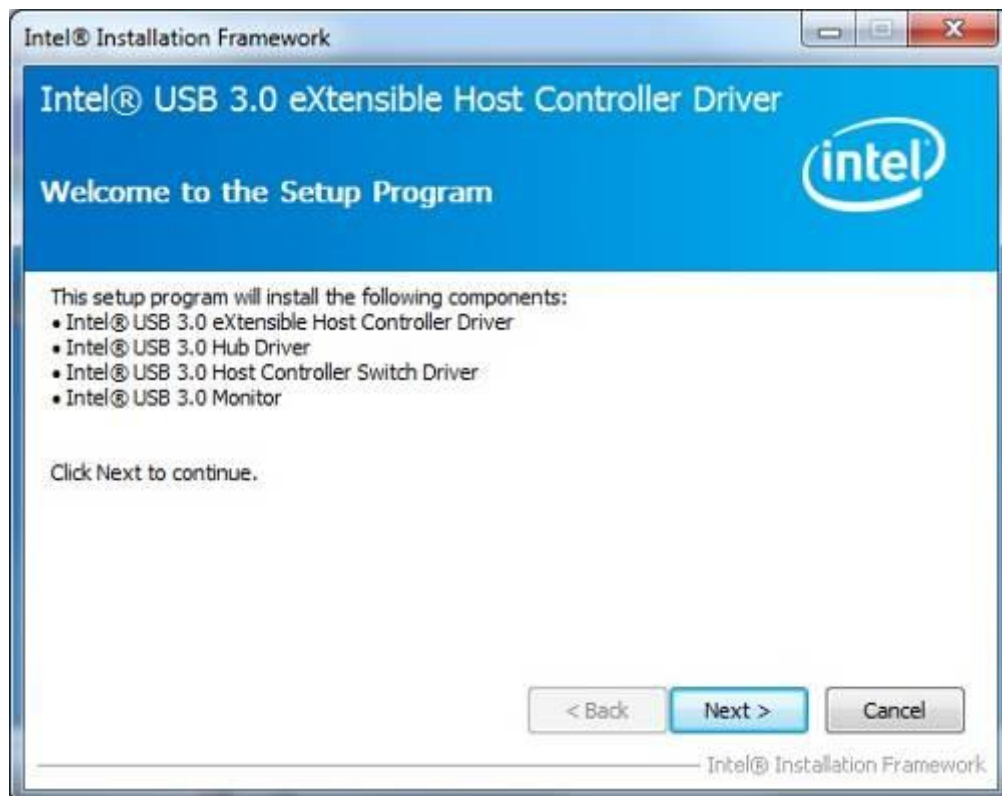 Intel® Installation Framework
Intel® USB 3.0 eXtensible Host Controller Driver
intel
Welcome to the Setup Program
This setup program will install the following components:
• Intel® USB 3.0 eXtensible Host Controller Driver
• Intel® USB 3.0 Hub Driver
• Intel® USB 3.0 Host Controller Switch Driver
• Intel® USB 3.0 Monitor
Click Next to continue.
< Back Next > Cancel
Intel® Installation Framework